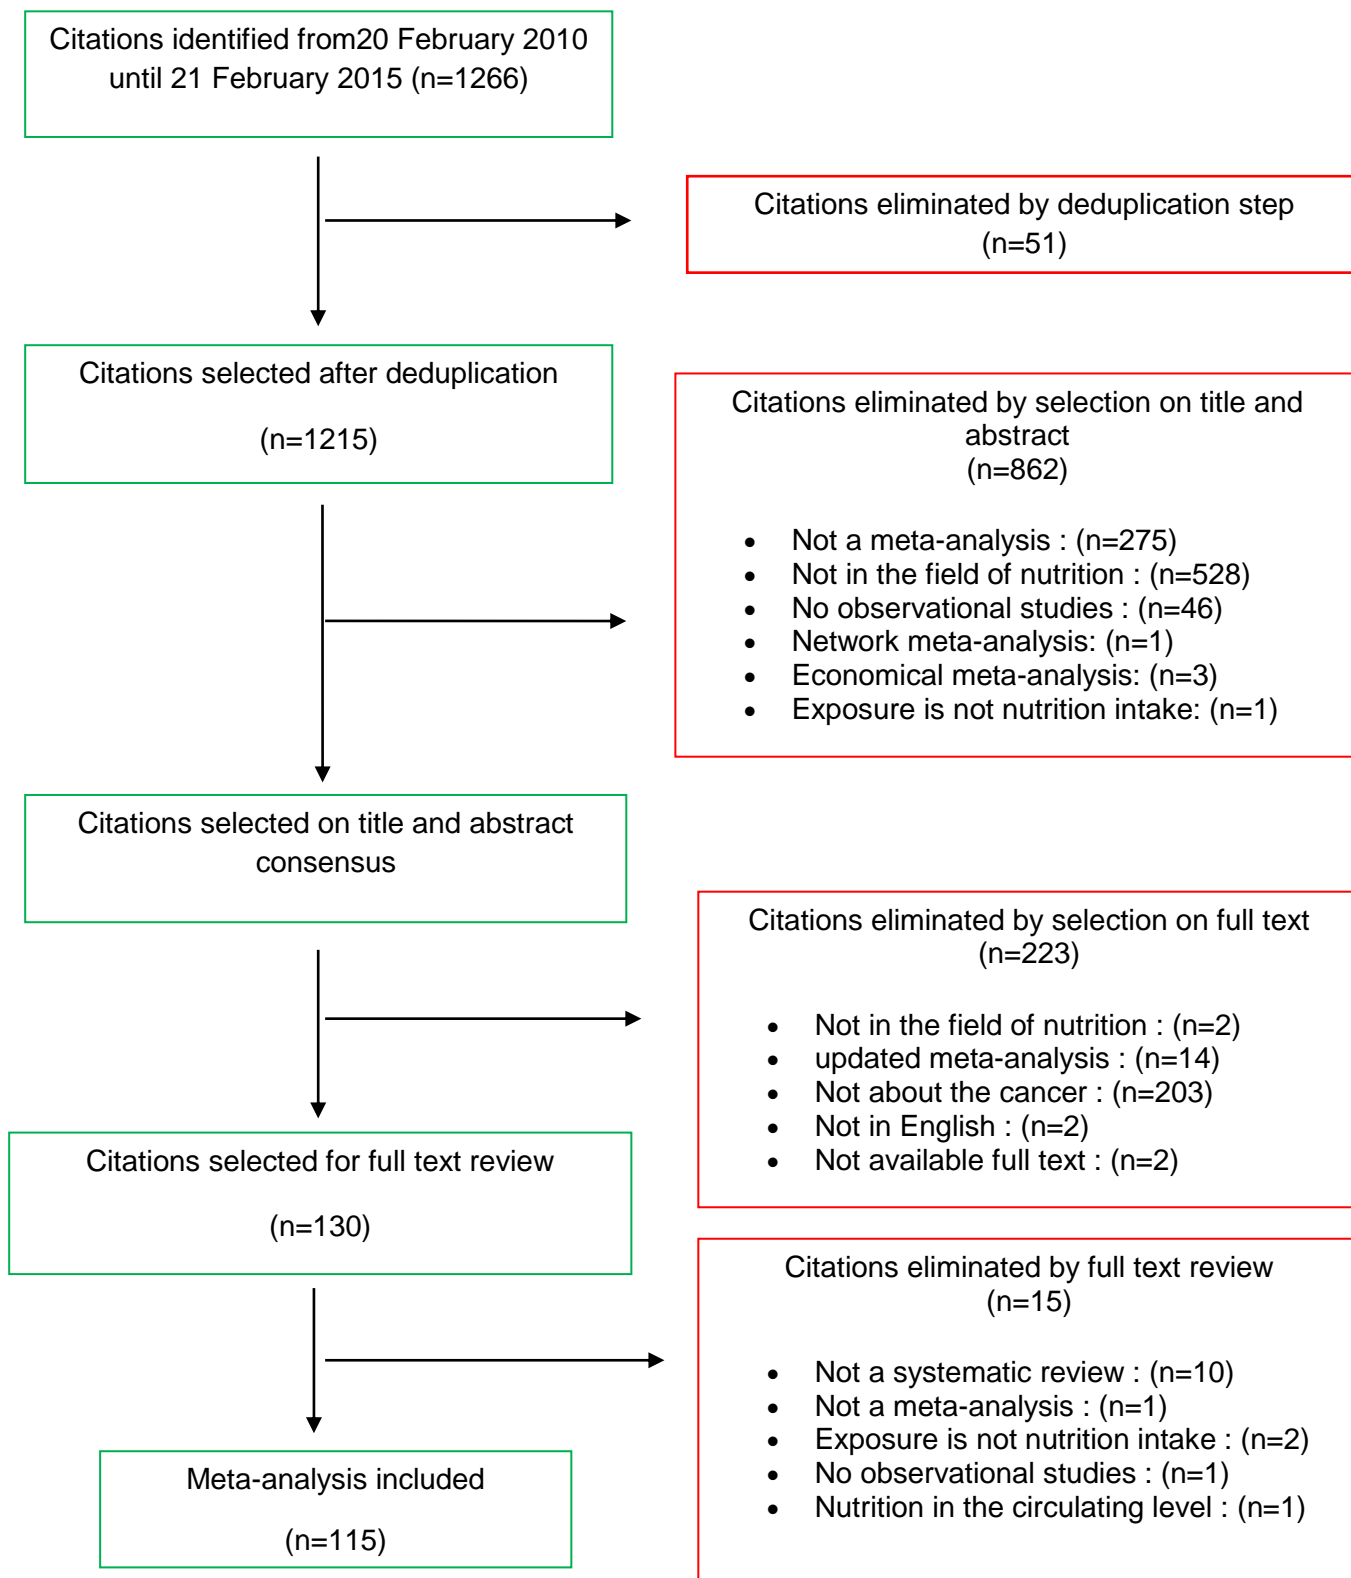 Citations identified from20 February 2010
until 21 February 2015 (n=1266)
Citations eliminated by deduplication step
(n=51)
Citations selected after deduplication
(n=1215)
Citations eliminated by selection on title and
abstract
(n=862)
• Not a meta-analysis : (n=275)
• Not in the field of nutrition : (n=528)
• No observational studies : (n=46)
• Network meta-analysis: (n=1)
• Economical meta-analysis: (n=3)
• Exposure is not nutrition intake: (n=1)
Citations selected on title and abstract
consensus
Citations eliminated by selection on full text
(n=223)
• Not in the field of nutrition : (n=2)
• updated meta-analysis : (n=14)
• Not about the cancer : (n=203)
• Not in English : (n=2)
• Not available full text : (n=2)
Citations selected for full text review
(n=130)
Citations eliminated by full text review
(n=15)
• Not a systematic review : (n=10)
• Not a meta-analysis : (n=1)
• Exposure is not nutrition intake : (n=2)
• No observational studies : (n=1)
• Nutrition in the circulating level : (n=1)
Meta-analysis included
(n=115)